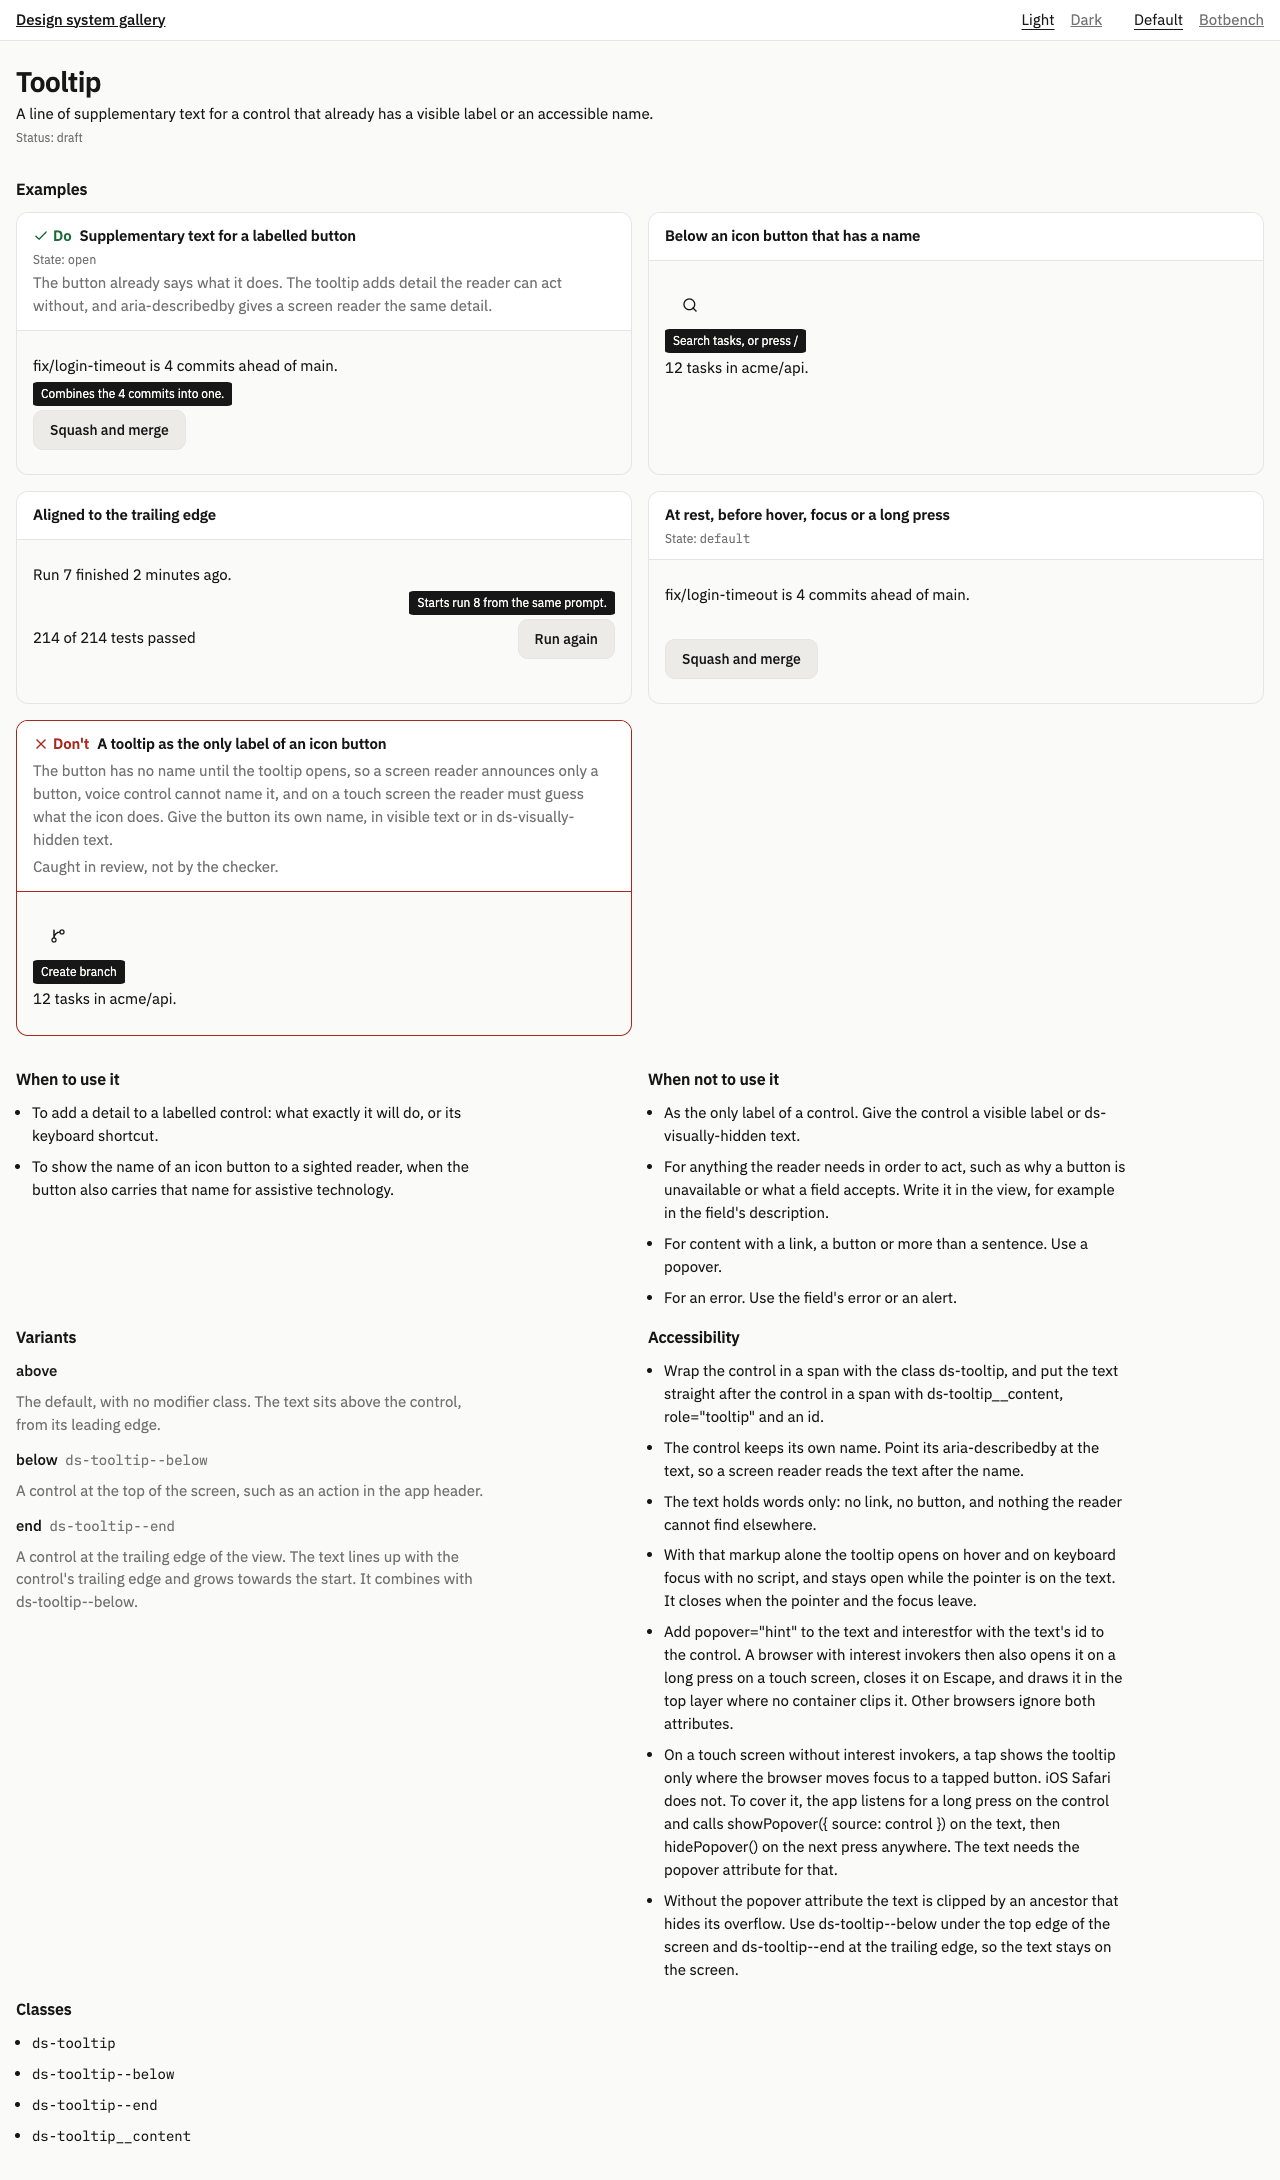 Design system gallery
Light Dark Default Botbench
Tooltip
A line of supplementary text for a control that already has a visible label or an accessible name.
Status: draft
Examples
Do Supplementary text for a labelled button
State: open
The button already says what it does. The tooltip adds detail the reader can act
without, and aria-describedby gives a screen reader the same detail.
fix/login-timeout is 4 commits ahead of main.
Combines the 4 commits into one.
Squash and merge
Below an icon button that has a name
Search tasks, or press /
12 tasks in acme/api.
Aligned to the trailing edge
Run 7 finished 2 minutes ago.
Starts run 8 from the same prompt.
214 of 214 tests passed
Run again
At rest, before hover, focus or a long press
State: default
fix/login-timeout is 4 commits ahead of main.
Squash and merge
Don't A tooltip as the only label of an icon button
The button has no name until the tooltip opens, so a screen reader announces only a
button, voice control cannot name it, and on a touch screen the reader must guess
what the icon does. Give the button its own name, in visible text or in ds-visually-
hidden text.
Caught in review, not by the checker.
Create branch
12 tasks in acme/api.
When to use it
To add a detail to a labelled control: what exactly it will do, or its
keyboard shortcut.
To show the name of an icon button to a sighted reader, when the
button also carries that name for assistive technology.
When not to use it
As the only label of a control. Give the control a visible label or ds-
visually-hidden text.
For anything the reader needs in order to act, such as why a button is
unavailable or what a field accepts. Write it in the view, for example
in the field's description.
For content with a link, a button or more than a sentence. Use a
popover.
For an error. Use the field's error or an alert.
Variants
above
The default, with no modifier class. The text sits above the control,
from its leading edge.
below ds-tooltip--below
A control at the top of the screen, such as an action in the app header.
end ds-tooltip--end
A control at the trailing edge of the view. The text lines up with the
control's trailing edge and grows towards the start. It combines with
ds-tooltip--below.
Accessibility
Wrap the control in a span with the class ds-tooltip, and put the text
straight after the control in a span with ds-tooltip__content,
role="tooltip" and an id.
The control keeps its own name. Point its aria-describedby at the
text, so a screen reader reads the text after the name.
The text holds words only: no link, no button, and nothing the reader
cannot find elsewhere.
With that markup alone the tooltip opens on hover and on keyboard
focus with no script, and stays open while the pointer is on the text.
It closes when the pointer and the focus leave.
Add popover="hint" to the text and interestfor with the text's id to
the control. A browser with interest invokers then also opens it on a
long press on a touch screen, closes it on Escape, and draws it in the
top layer where no container clips it. Other browsers ignore both
attributes.
On a touch screen without interest invokers, a tap shows the tooltip
only where the browser moves focus to a tapped button. iOS Safari
does not. To cover it, the app listens for a long press on the control
and calls showPopover({ source: control }) on the text, then
hidePopover() on the next press anywhere. The text needs the
popover attribute for that.
Without the popover attribute the text is clipped by an ancestor that
hides its overflow. Use ds-tooltip--below under the top edge of the
screen and ds-tooltip--end at the trailing edge, so the text stays on
the screen.
Classes
ds-tooltip
ds-tooltip--below
ds-tooltip--end
ds-tooltip__content